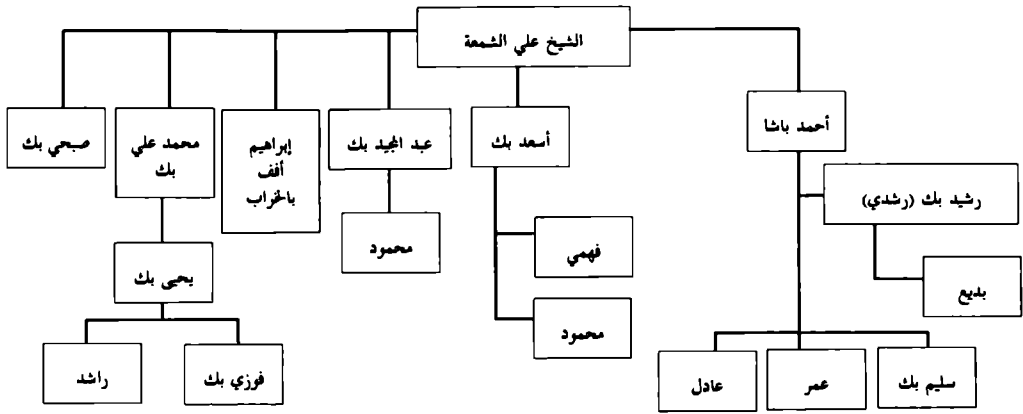 الشيخ علي الشمعة
أحمد باشا
أسعد بك
عبد المجيد بك
إبراهيم
أفف
بالخراب
محمد علي
بك
صبحي بك
رشيد بك (رشدي)
بديع
سليم بك
عمر
عادل
فهمي
محمود
محمود
يحيى بك
فوزي بك
راشد